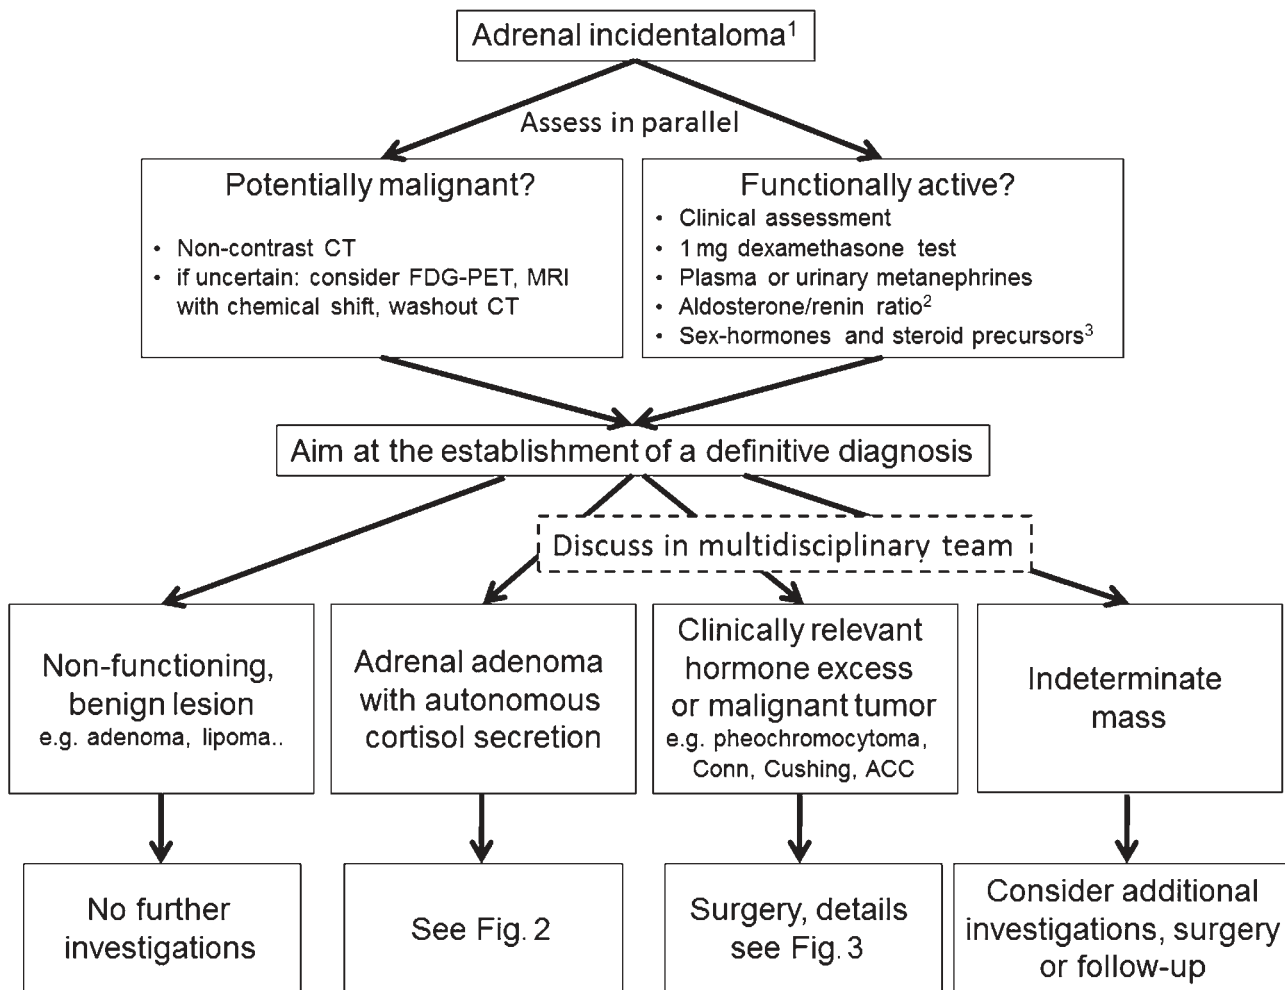 Adrenal incidentaloma¹
Assess in parallel
Potentially malignant?
• Non-contrast CT
• if uncertain: consider FDG-PET, MRI
with chemical shift, washout CT
Functionally active?
• Clinical assessment
• 1 mg dexamethasone test
• Plasma or urinary metanephrines
• Aldosterone/renin ratio²
• Sex-hormones and steroid precursors³
Aim at the establishment of a definitive diagnosis
Discuss in multidisciplinary team
Non-functioning,
benign lesion
e.g. adenoma, lipoma..
Adrenal adenoma
with autonomous
cortisol secretion
Clinically relevant
hormone excess
or malignant tumor
e.g. pheochromocytoma,
Conn, Cushing, ACC
Indeterminate
mass
No further
investigations
See Fig. 2
Surgery, details
see Fig. 3
Consider additional
investigations, surgery
or follow-up